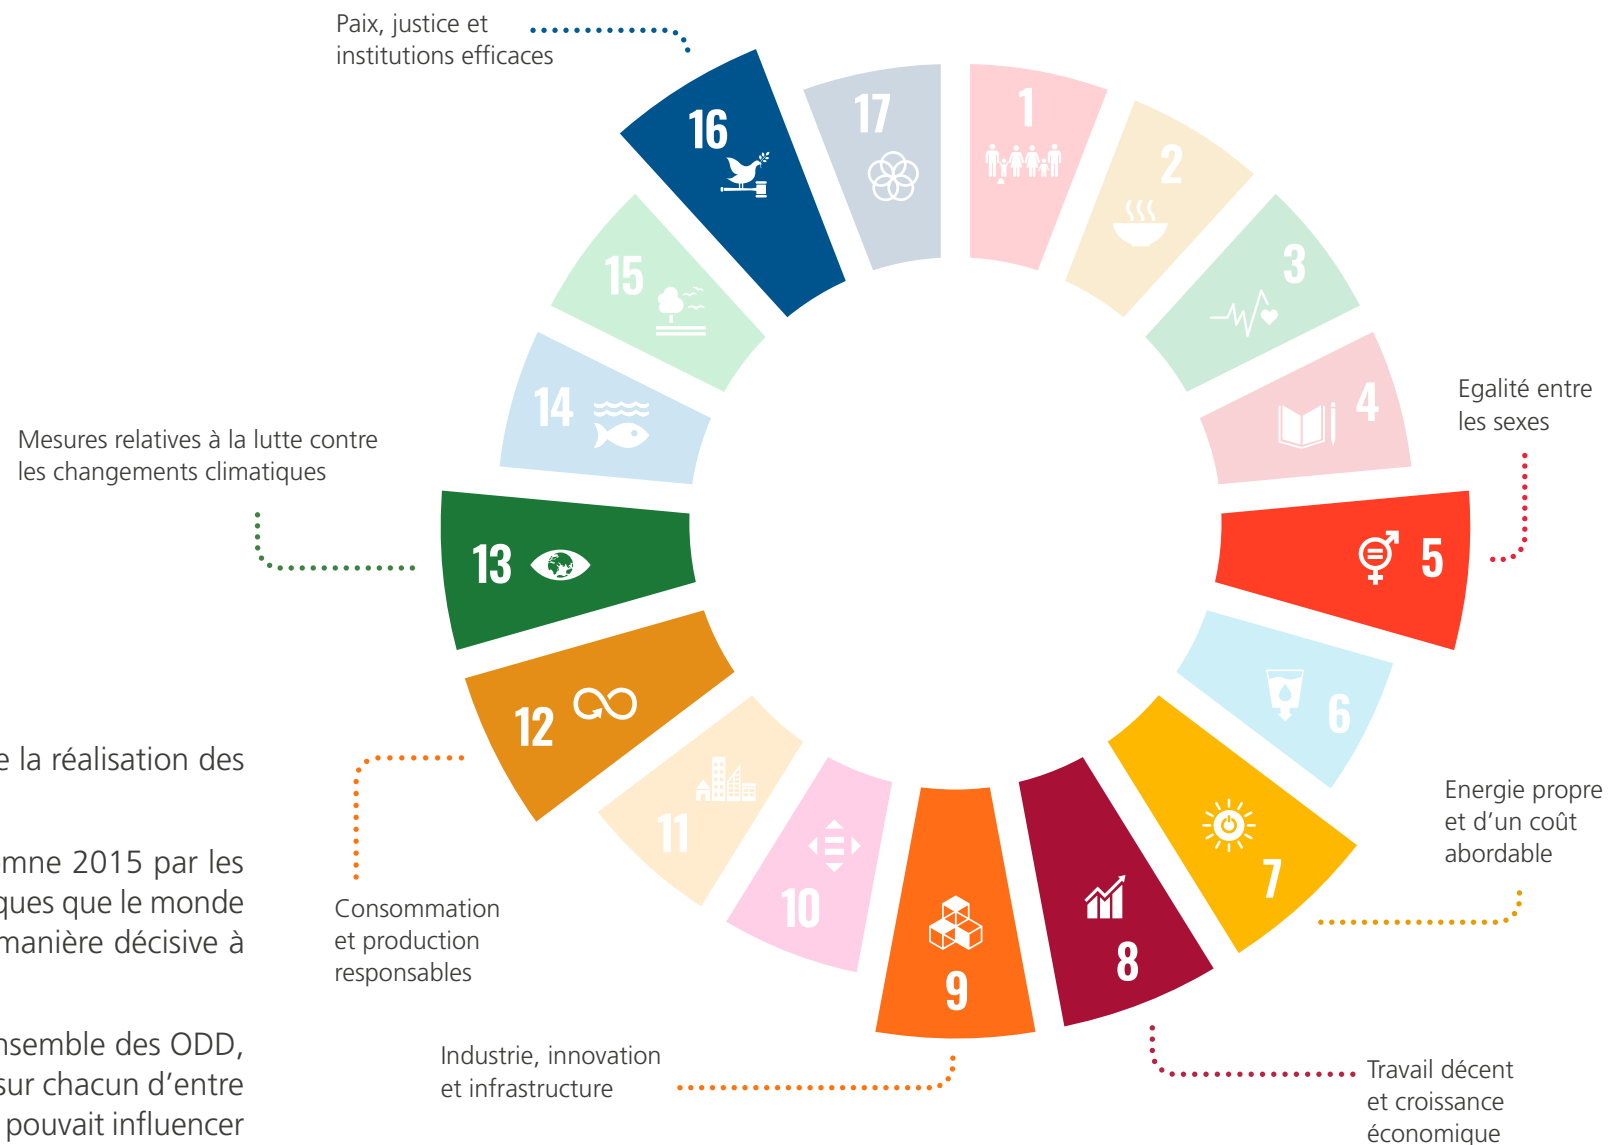 Paix, justice et
institutions efficaces
16
17
1
2
3
4
5
6
7
8
9
10
11
12
13
14
15
Egalité entre
les sexes
Mesures relatives à la lutte contre
les changements climatiques
Energie propre
et d'un coût
abordable
Consommation
et production
responsables
Industrie, innovation
et infrastructure
Travail décent
et croissance
économique
e la réalisation des
omne 2015 par les
ques que le monde
manière décisive à
nsemble des ODD,
sur chacun d'entre
pouvait influencer